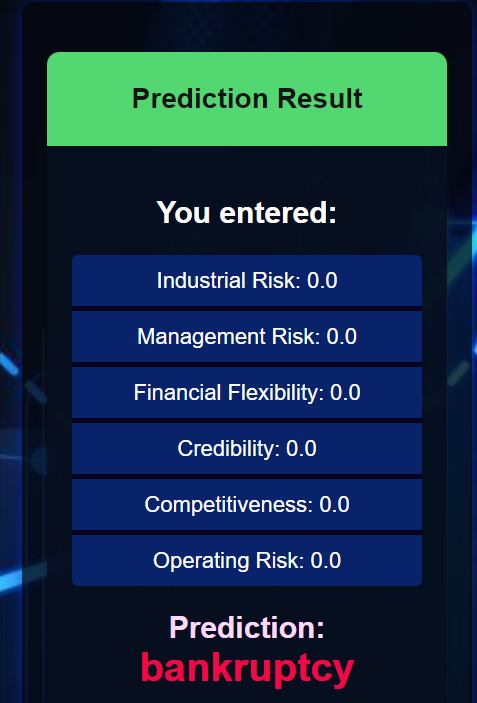 Prediction Result
You entered:
Industrial Risk: 0.0
Management Risk: 0.0
Financial Flexibility: 0.0
Credibility: 0.0
Competitiveness: 0.0
Operating Risk: 0.0
Prediction:
bankruptcy